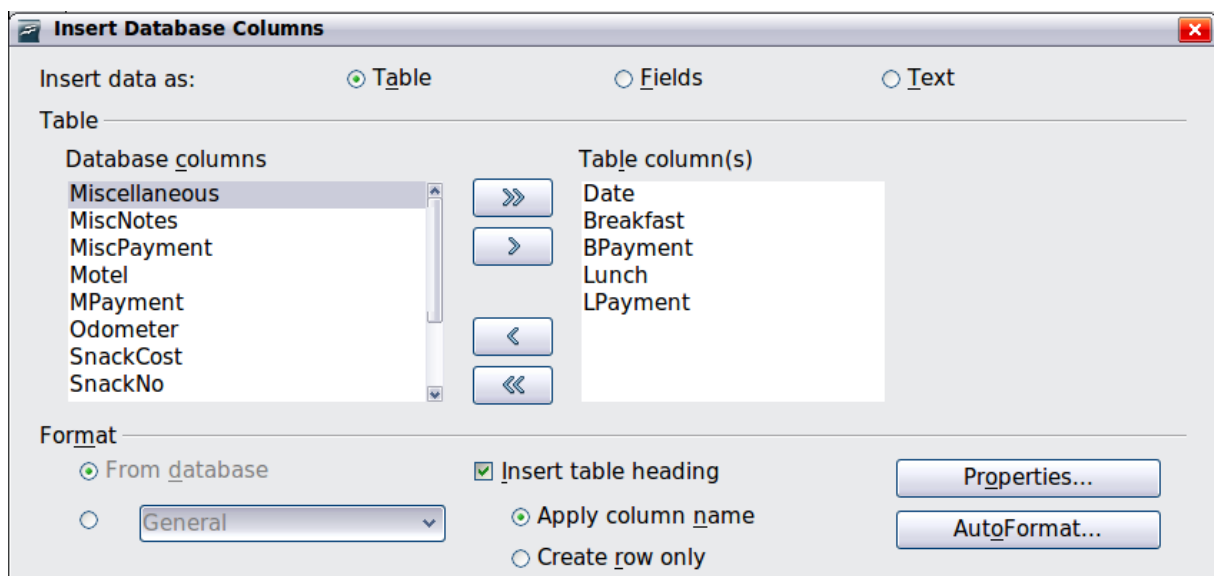 Insert Database Columns
Insert data as: Table Fields Text
Table
Database columns Table column(s)
Miscellaneous Date
MiscNotes Breakfast
MiscPayment BPayment
Motel Lunch
MPayment LPayment
Odometer
SnackCost
SnackNo
Format
From database Insert table heading Properties...
General Apply column name AutoFormat...
Create row only